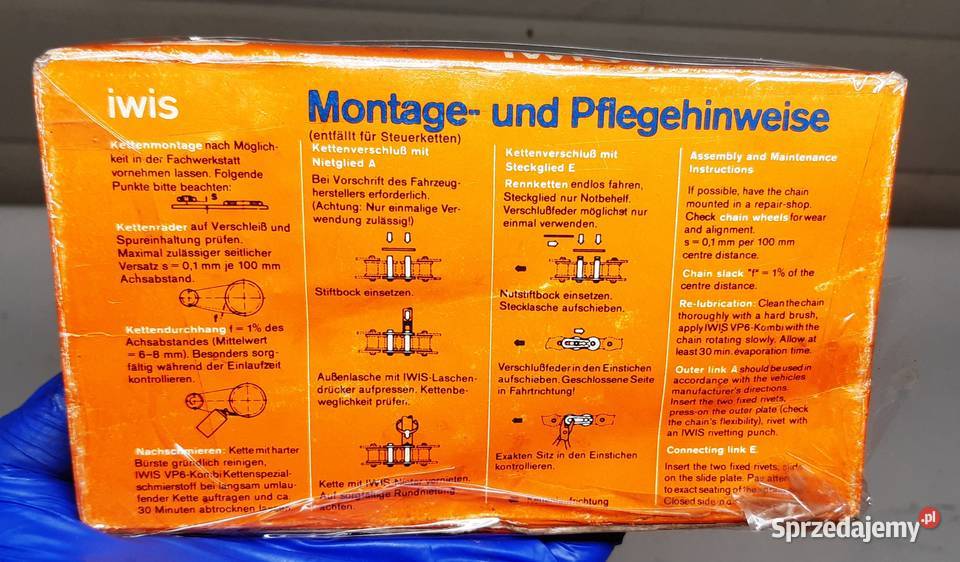 iwis
Montage- und Pflegehinweise
(entfällt für Steuerketten)
Kettenmontage nach Möglich-
keit in der Fachwerkstatt
vornehmen lassen. Folgende
Punkte bitte beachten:
s
Kettenräder auf Verschleiß und
Spureinhaltung prüfen.
Maximal zulässiger seitlicher
Versatz s = 0,1 mm je 100 mm
Achsabstand.
f
Kettendurchhang f = 1% des
Achsabstandes (Mittelwert
= 6–8 mm). Besonders sorg-
fältig während der Einlaufzeit
kontrollieren.
Nachschmieren: Kette mit harter
Bürste gründlich reinigen,
IWIS VP6-Kombi Kettenspezial-
schmierstoff bei langsam umlau-
fender Kette auftragen und ca.
30 Minuten abtrocknen lassen.
Kettenverschluß mit
Nietglied A
Bei Vorschrift des Fahrzeug-
herstellers erforderlich.
(Achtung: Nur einmalige Ver-
wendung zulässig!)
Stiftbock einsetzen.
Außenlasche mit IWIS-Laschen-
drücker aufpressen. Kettenbe-
weglichkeit prüfen.
Kette mit IWIS-Nieter vernieten.
Auf sorgfältige Rundnietung
achten.
Kettenverschluß mit
Steckglied E
Rennketten endlos fahren,
Steckglied nur Notbehelf.
Verschlußfeder möglichst nur
einmal verwenden.
Nutstiftbock einsetzen.
Stecklasche aufschieben.
Verschlußfeder in den Einstichen
aufschieben. Geschlossene Seite
in Fahrtrichtung!
Exakten Sitz in den Einstichen
kontrollieren.
Assembly and Maintenance
Instructions
If possible, have the chain
mounted in a repair-shop.
Check chain wheels for wear
and alignment.
s = 0,1 mm per 100 mm
centre distance.
Chain slack "f" = 1% of the
centre distance.
Re-lubrication: Clean the chain
thoroughly with a hard brush,
apply IWIS VP6-Kombi with the
chain rotating slowly. Allow at
least 30 min. evaporation time.
Outer link A should be used in
accordance with the vehicles
manufacturer's directions.
Insert the two fixed rivets,
press-on the outer plate (check
the chain's flexibility), rivet with
an IWIS rivetting punch.
Connecting link E.
Insert the two fixed rivets, slide
on the slide plate. Pay
to exact seating of the
Closed side
Sprzedajemy.pl